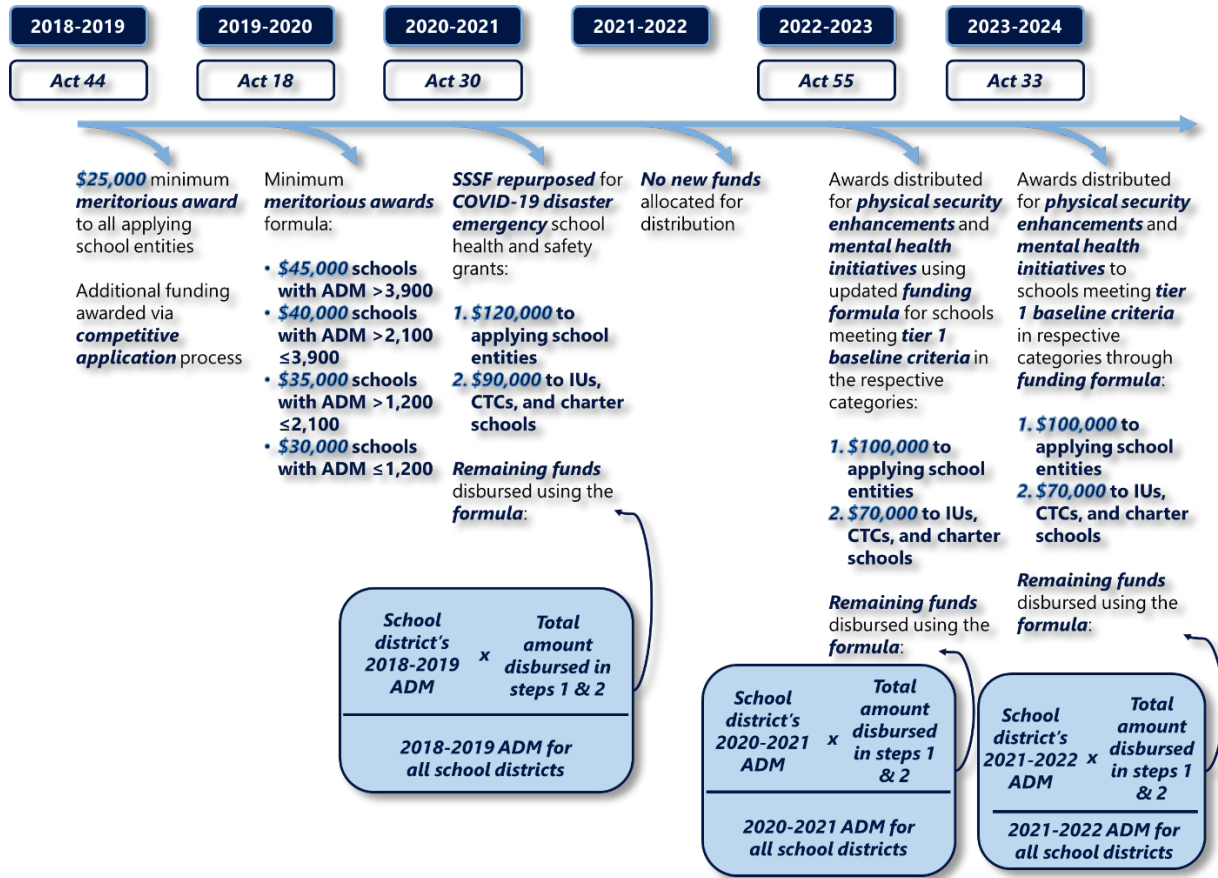 2018-2019
2019-2020
2020-2021
2021-2022
2022-2023
2023-2024
Act 44
Act 18
Act 30
Act 55
Act 33
$25,000 minimum
meritorious award
to all applying
school entities
Additional funding
awarded via
competitive
application process
Minimum
meritorious awards
formula:
• $45,000 schools
with ADM >3,900
• $40,000 schools
with ADM >2,100
≤3,900
• $35,000 schools
with ADM >1,200
≤2,100
• $30,000 schools
with ADM ≤1,200
SSSF repurposed for
COVID-19 disaster
emergency school
health and safety
grants:
1. $120,000 to
applying school
entities
2. $90,000 to IUs,
CTCs, and charter
schools
Remaining funds
disbursed using the
formula:
School
district's
2018-2019
ADM
x
Total
amount
disbursed in
steps 1 & 2
2018-2019 ADM for
all school districts
No new funds
allocated for
distribution
Awards distributed
for physical security
enhancements and
mental health
initiatives using
updated funding
formula for schools
meeting tier 1
baseline criteria in
the respective
categories:
1. $100,000 to
applying school
entities
2. $70,000 to IUs,
CTCs, and charter
schools
Remaining funds
disbursed using the
formula:
School
district's
2020-2021
ADM
x
Total
amount
disbursed
in steps 1
& 2
2020-2021 ADM for
all school districts
Awards distributed
for physical security
enhancements and
mental health
initiatives to
schools meeting tier
1 baseline criteria
in respective
categories through
funding formula:
1. $100,000 to
applying school
entities
2. $70,000 to IUs,
CTCs, and charter
schools
Remaining funds
disbursed using the
formula:
School
district's
2021-2022
ADM
x
Total
amount
disbursed
in steps 1
& 2
2021-2022 ADM for
all school districts